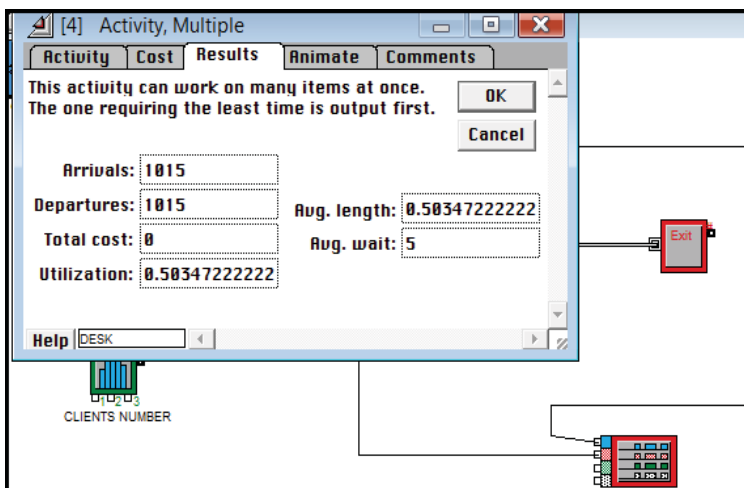 [4] Activity, Multiple
Activity Cost Results Animate Comments
This activity can work on many items at once.
The one requiring the least time is output first.
OK
Cancel
Arrivals: 1015
Departures: 1015
Avg. length: 0.50347222222
Total cost: 0
Avg. wait: 5
Utilization: 0.50347222222
Help DESK
Exit
1 2 3
CLIENTS NUMBER